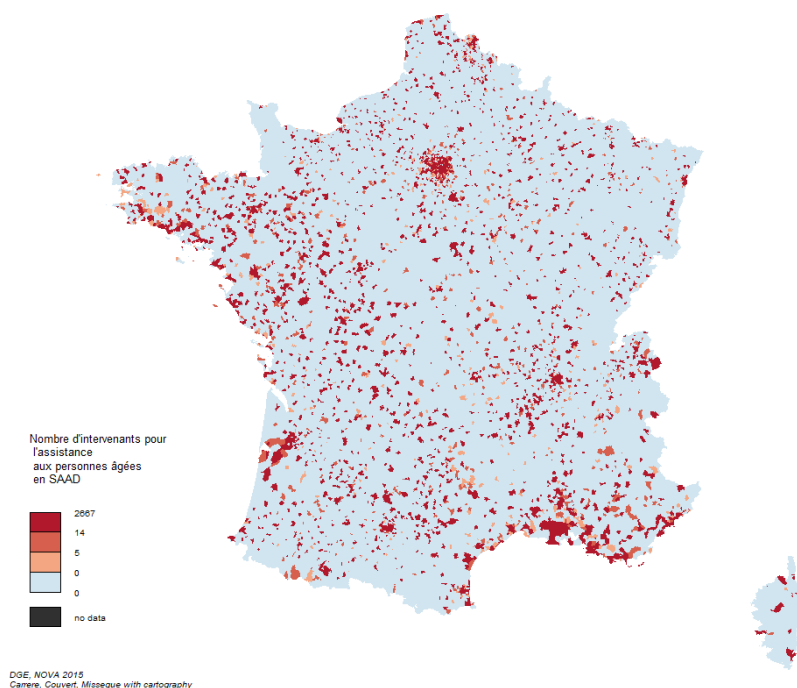 Nombre d'intervenants pour
l'assistance
aux personnes âgées
en SAAD
2667
14
5
0
0
no data
DGE, NOVA 2015
Carrere, Couvert, Missegue with cartography